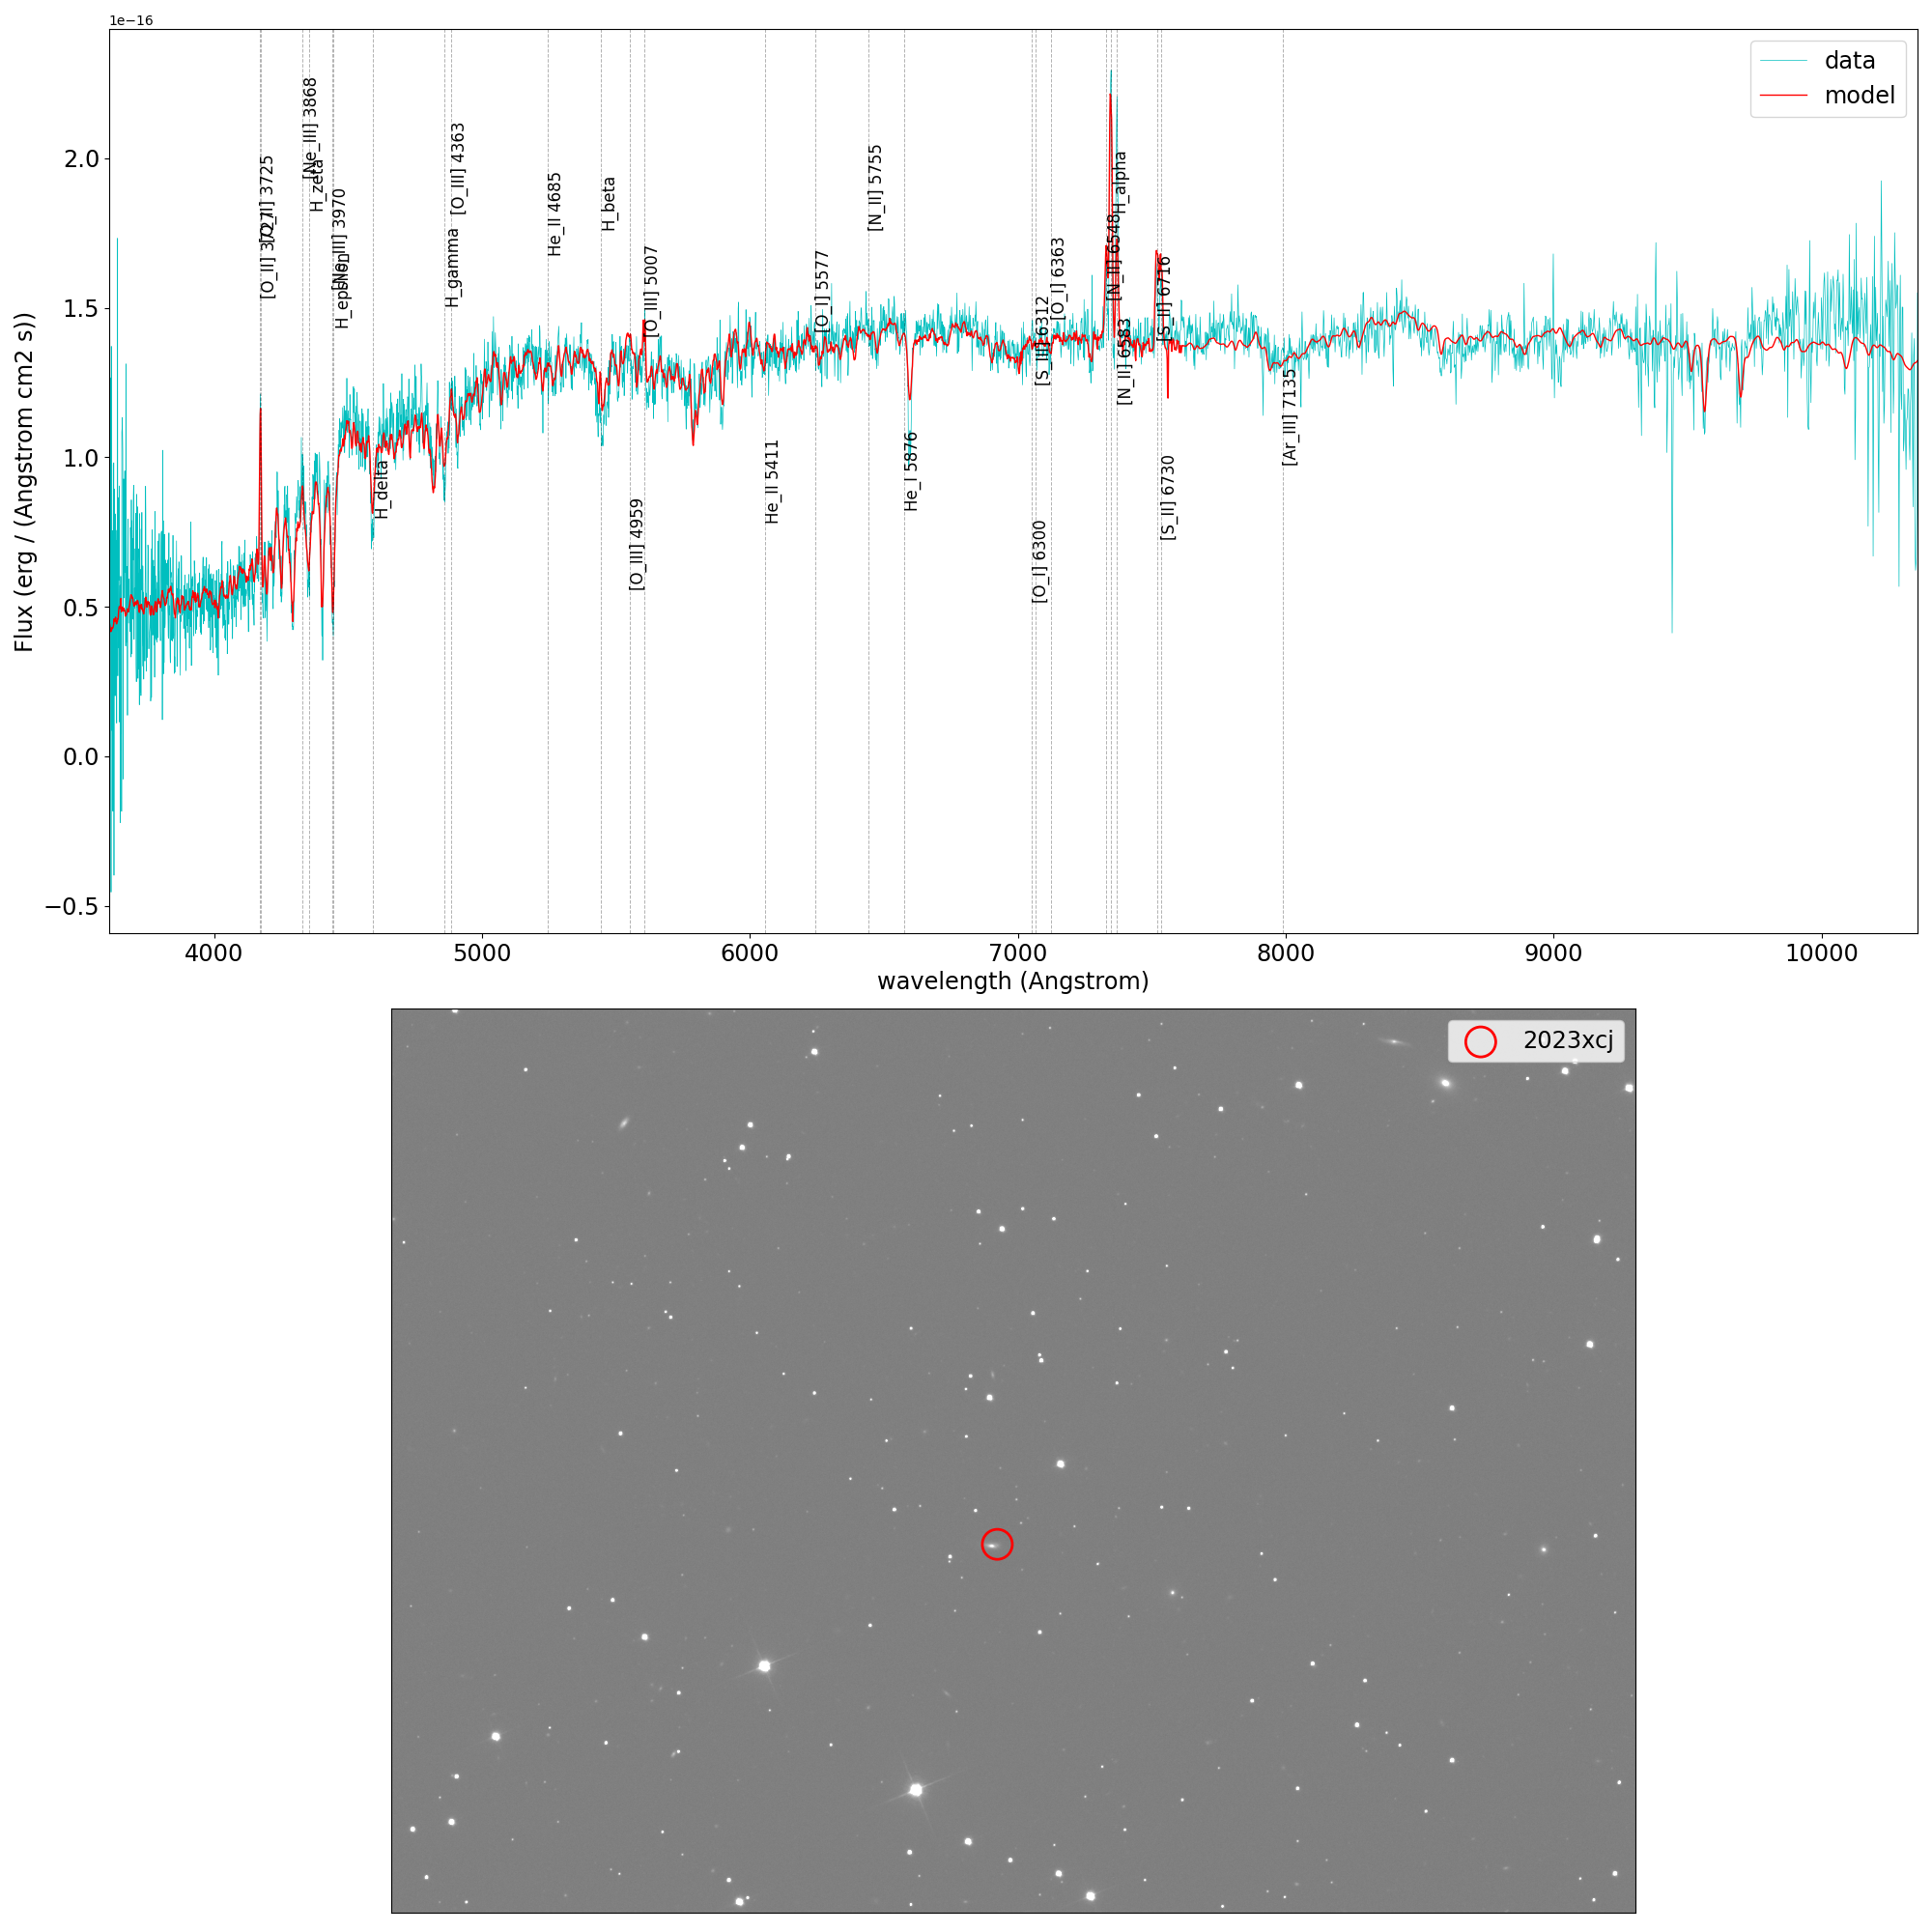 1e−16
data
model
[O_II] 3725
[O_II] 3727
[Ne_III] 3868
H_zeta
[Ne_III] 3970
H_epsilon
H_delta
H_gamma
[O_III] 4363
He_II 4685
H_beta
[O_III] 4959
[O_III] 5007
He_II 5411
[O_I] 5577
[N_II] 5755
He_I 5876
[O_I] 6300
[S_III] 6312
[O_I] 6363
[N_II] 6548
H_alpha
[N_II] 6583
[S_II] 6716
[S_II] 6730
[Ar_III] 7135
2.0
1.5
1.0
0.5
0.0
−0.5
Flux (erg / (Angstrom cm2 s))
4000 5000 6000 7000 8000 9000 10000
wavelength (Angstrom)
2023xcj